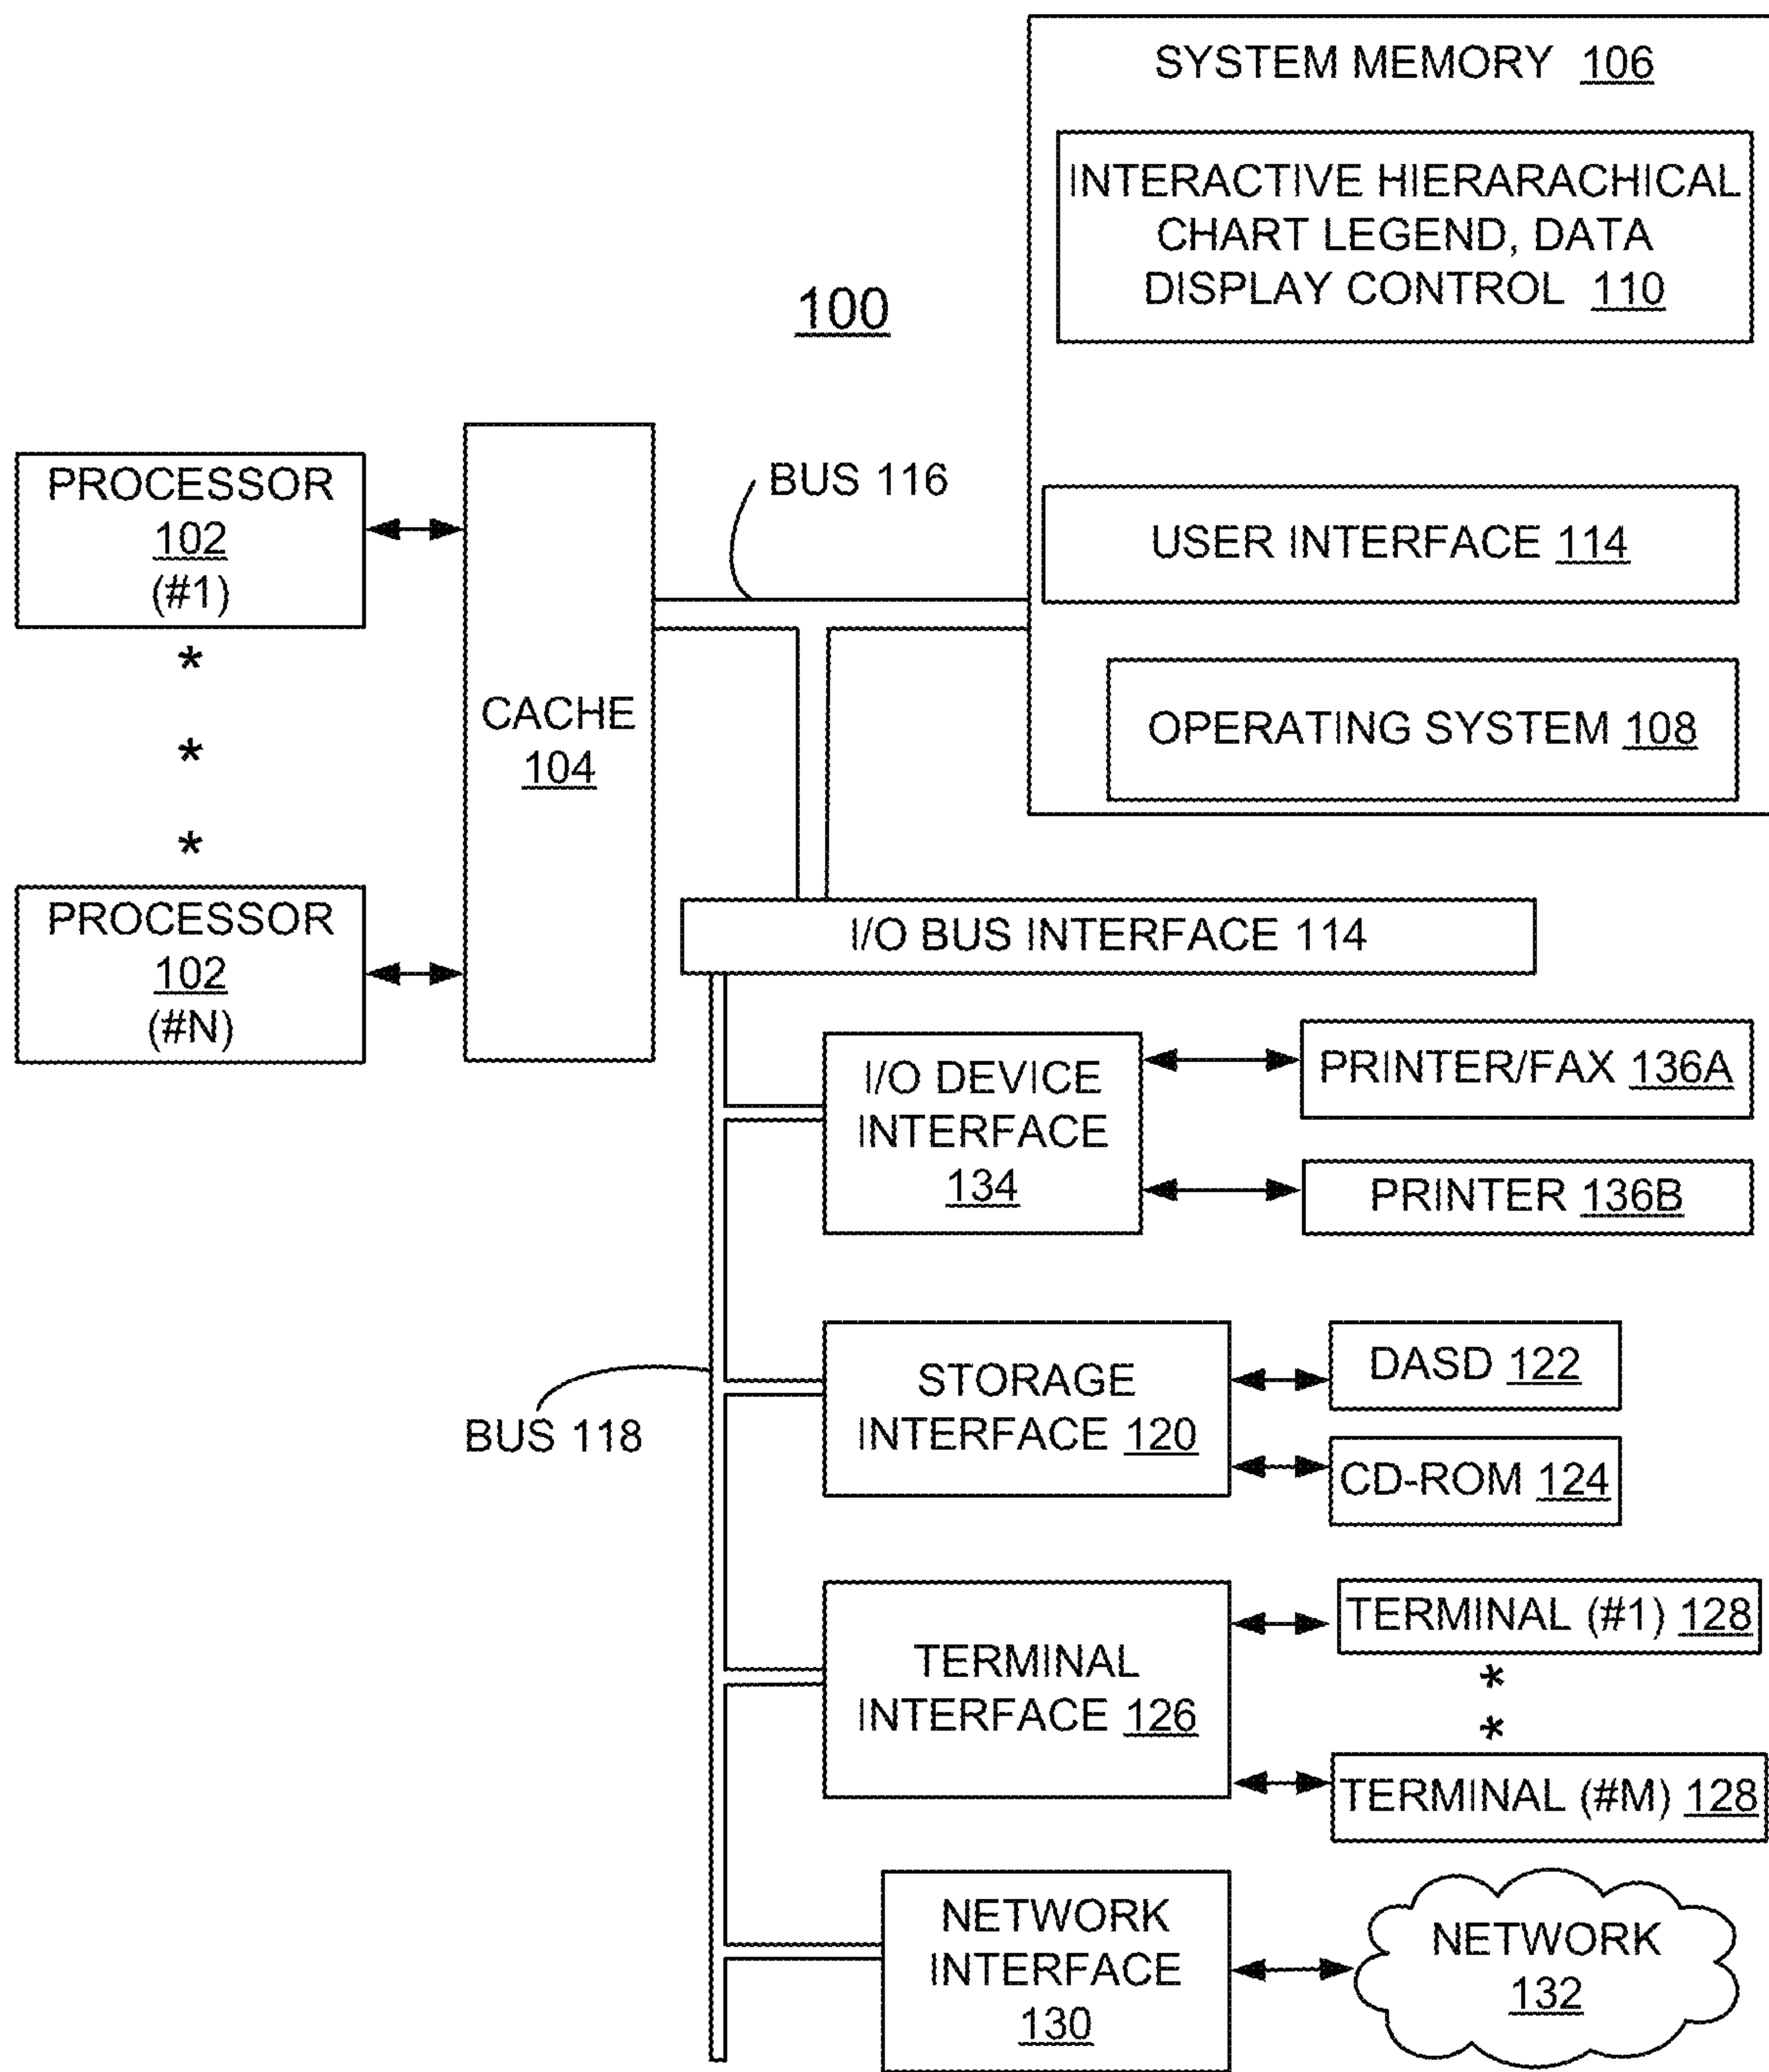 SYSTEM MEMORY 106
INTERACTIVE HIERARACHICAL
CHART LEGEND, DATA
DISPLAY CONTROL 110
100
PROCESSOR
102
(#1)
BUS 116
USER INTERFACE 114
*
*
*
CACHE
104
OPERATING SYSTEM 108
PROCESSOR
102
(#N)
I/O BUS INTERFACE 114
I/O DEVICE
INTERFACE
134
PRINTER/FAX 136A
PRINTER 136B
BUS 118
STORAGE
INTERFACE 120
DASD 122
CD-ROM 124
TERMINAL
INTERFACE 126
TERMINAL (#1) 128
*
*
TERMINAL (#M) 128
NETWORK
INTERFACE
130
NETWORK
132